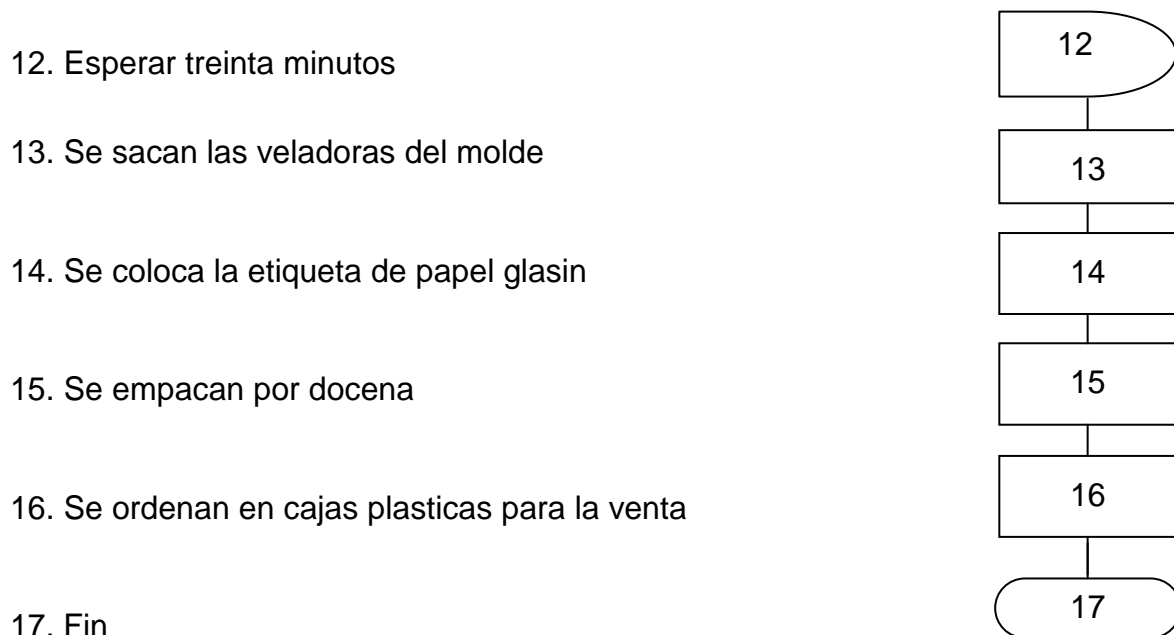 12. Esperar treinta minutos
12
13. Se sacan las veladoras del molde
13
14. Se coloca la etiqueta de papel glasin
14
15. Se empacan por docena
15
16. Se ordenan en cajas plasticas para la venta
16
17. Fin
17